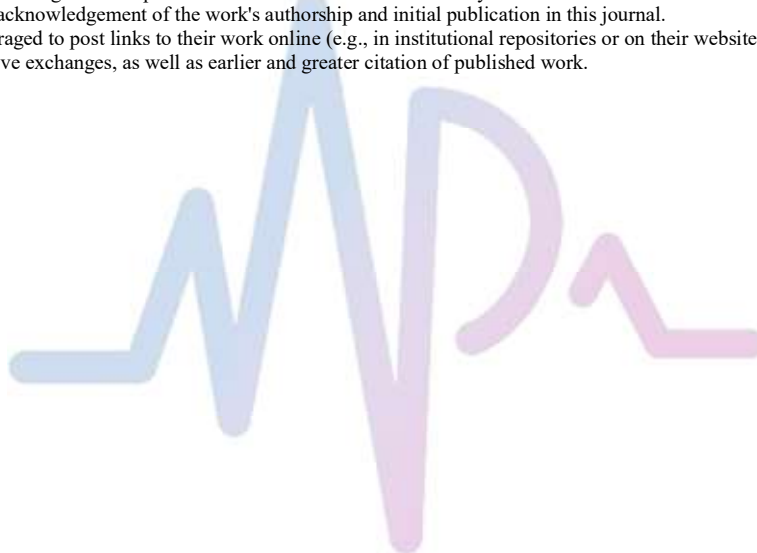 acknowledgement of the work's authorship and initial publication in this journal.
raged to post links to their work online (e.g., in institutional repositories or on their website
ve exchanges, as well as earlier and greater citation of published work.